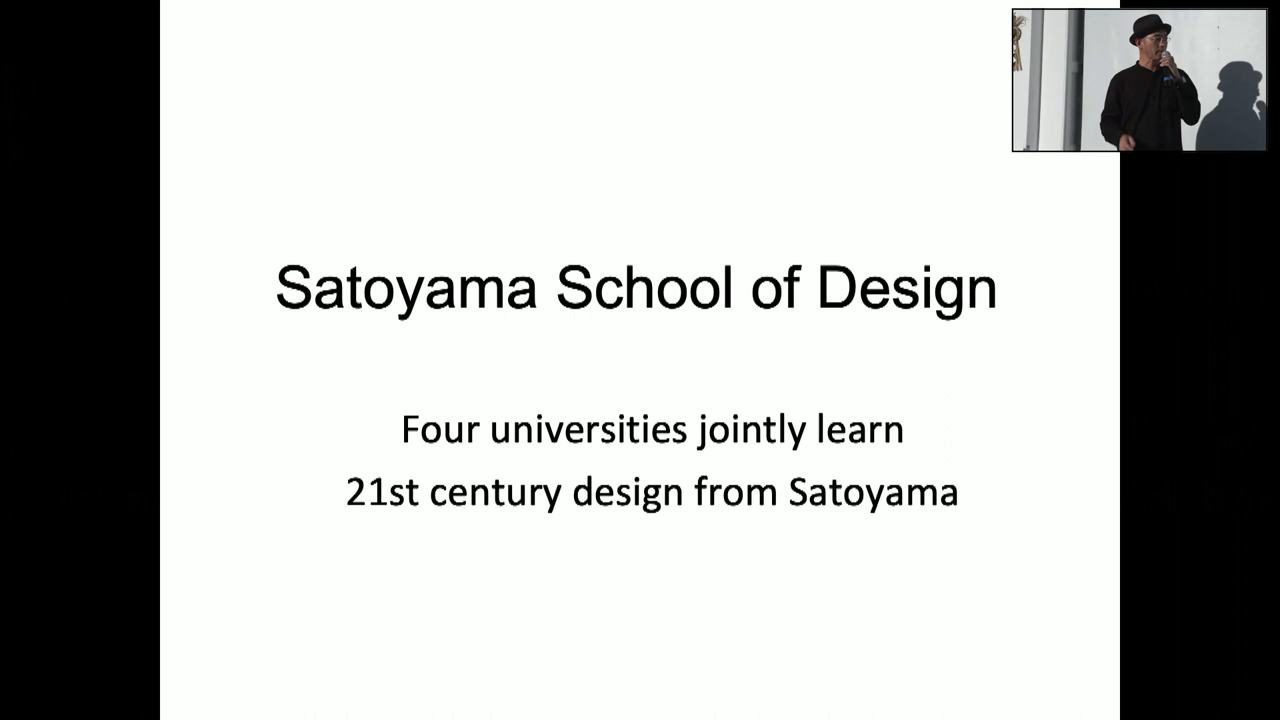 Satoyama School of Design
Four universities jointly learn
21st century design from Satoyama